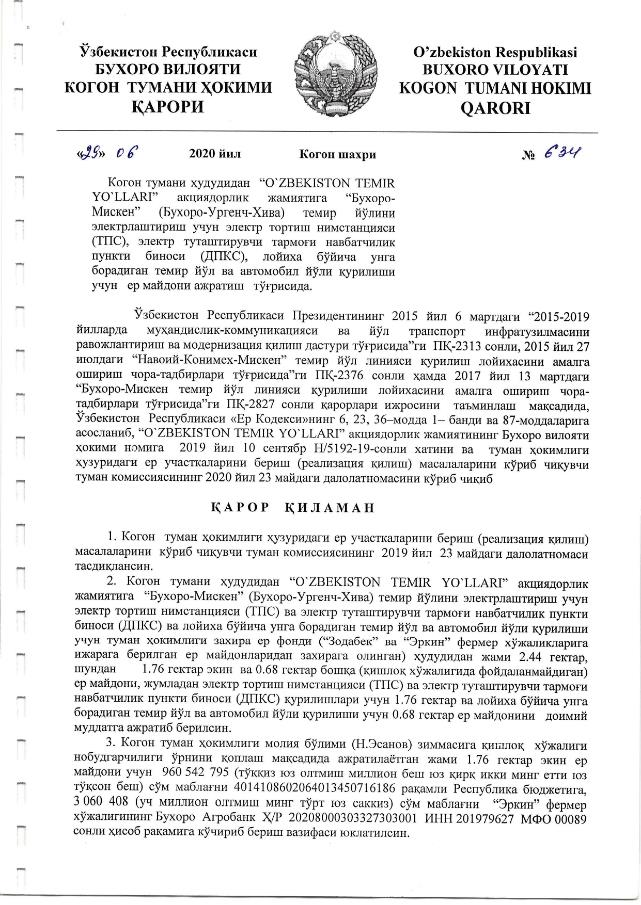 Ўзбекистон Республикаси
БУХОРО ВИЛОЯТИ
КОГОН ТУМАНИ ҲОКИМИ
ҚАРОРИ
O’zbekiston Respublikasi
BUXORO VILOYATI
KOGON TUMANI HOKIMI
QARORI
«29» 06 2020 йил Когон шахри № 634
Когон тумани ҳудудидан “O`ZBEKISTON TEMIR
YO`LLARI” акциядорлик жамиятига “Бухоро-
Мискен” (Бухоро-Ургенч-Хива) темир йўлини
электрлаштириш учун электр тортиш нимстанцияси
(ТПС), электр туташтирувчи тармоғи навбатчилик
пункти биноси (ДПКС), лойиха бўйича унга
борадиган темир йўл ва автомобил йўли қурилиши
учун ер майдони ажратиш тўғрисида.
Ўзбекистон Республикаси Президентининг 2015 йил 6 мартдаги “2015-2019
йилларда муҳандислик-коммуникацияси ва йўл транспорт инфратузилмасини
равожлантириш ва модернизация қилиш дастури тўғрисида”ги ПҚ-2313 сонли, 2015 йил 27
июлдаги “Навоий-Конимех-Мискен” темир йўл линияси қурилиш лойихасини амалга
ошириш чора-тадбирлари тўғрисида”ги ПҚ-2376 сонли ҳамда 2017 йил 13 мартдаги
“Бухоро-Мискен темир йўл линияси қурилиши лойихасини амалга ошириш чора-
тадбирлари тўғрисида”ги ПҚ-2827 сонли қарорлари ижросини таъминлаш мақсадида,
Ўзбекистон Республикаси «Ер Кодекси»нинг 6, 23, 36–модда 1– банди ва 87-моддаларига
асосланиб, “O`ZBEKISTON TEMIR YO`LLARI” акциядорлик жамиятининг Бухоро вилояти
ҳокими номига 2019 йил 10 сентябр Н/5192-19-сонли хатини ва туман ҳокимлиги
ҳузуридаги ер участкаларини бериш (реализация қилиш) масалаларини кўриб чиқувчи
туман комиссиясининг 2020 йил 23 майдаги далолатномасини кўриб чиқиб
ҚАРОР ҚИЛАМАН
1. Когон туман ҳокимлиги ҳузуридаги ер участкаларини бериш (реализация қилиш)
масалаларини кўриб чиқувчи туман комиссиясининг 2019 йил 23 майдаги далолатномаси
тасдиқлансин.
2. Когон тумани ҳудудидан “O`ZBEKISTON TEMIR YO`LLARI” акциядорлик
жамиятига “Бухоро-Мискен” (Бухоро-Ургенч-Хива) темир йўлини электрлаштириш учун
электр тортиш нимстанцияси (ТПС) ва электр туташтирувчи тармоғи навбатчилик пункти
биноси (ДПКС) ва лойиха бўйича унга борадиган темир йўл ва автомобил йўли қурилиши
учун туман ҳокимлиги захира ер фонди (“Зодабек” ва “Эркин” фермер хўжаликларига
ижарага берилган ер майдонларидан захирага олинган) ҳудудидан жами 2.44 гектар,
шундан 1.76 гектар экин ва 0.68 гектар бошқа (қишлоқ хўжалигида фойдаланмайдиган)
ер майдони, жумладан электр тортиш нимстанцияси (ТПС) ва электр туташтирувчи тармоғи
навбатчилик пункти биноси (ДПКС) қурилишлари учун 1.76 гектар ва лойиха бўйича унга
борадиган темир йўл ва автомобил йўли қурилиши учун 0.68 гектар ер майдонини доимий
муддатга ажратиб берилсин.
3. Когон туман ҳокимлиги молия бўлими (Н.Эсанов) зиммасига қишлоқ хўжалиги
нобудгарчилиги ўрнини қоплаш мақсадида ажратилаётган жами 1.76 гектар экин ер
майдони учун 960 542 795 (тўққиз юз олтмиш миллион беш юз қирқ икки минг етти юз
тўқсон беш) сўм маблағни 401410860206401345071618​6 рақамли Республика бюджетига,
3 060 408 (уч миллион олтмиш минг тўрт юз саккиз) сўм маблағни “Эркин” фермер
хўжалигининг Бухоро Агробанк Ҳ/Р 20208000303327303001 ИНН 201979627 МФО 00089
сонли ҳисоб рақамига кўчириб бериш вазифаси юклатилсин.